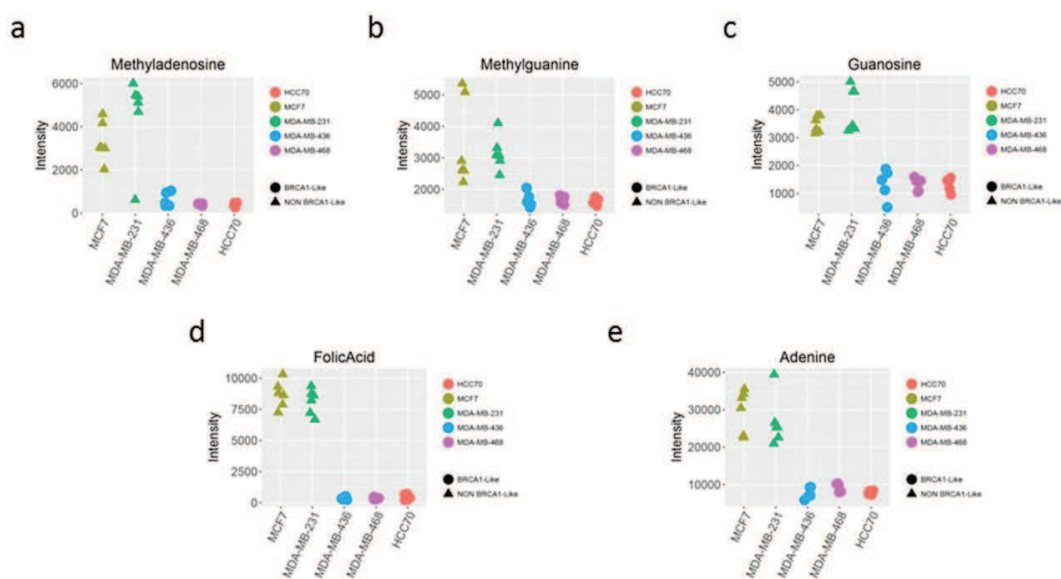 a
Methyladenosine
Intensity
6000
4000
2000
0
MCF7
MDA-MB-231
MDA-MB-436
MDA-MB-468
HCC70
HCC70
MCF7
MDA-MB-231
MDA-MB-436
MDA-MB-468
BRCA1-Like
NON BRCA1-Like
b
Methylguanine
Intensity
5000
4000
3000
2000
MCF7
MDA-MB-231
MDA-MB-436
MDA-MB-468
HCC70
HCC70
MCF7
MDA-MB-231
MDA-MB-436
MDA-MB-468
BRCA1-Like
NON BRCA1-Like
c
Guanosine
Intensity
5000
4000
3000
2000
1000
MCF7
MDA-MB-231
MDA-MB-436
MDA-MB-468
HCC70
HCC70
MCF7
MDA-MB-231
MDA-MB-436
MDA-MB-468
BRCA1-Like
NON BRCA1-Like
d
FolicAcid
Intensity
10000
7500
5000
2500
0
MCF7
MDA-MB-231
MDA-MB-436
MDA-MB-468
HCC70
HCC70
MCF7
MDA-MB-231
MDA-MB-436
MDA-MB-468
BRCA1-Like
NON BRCA1-Like
e
Adenine
Intensity
40000
30000
20000
10000
MCF7
MDA-MB-231
MDA-MB-436
MDA-MB-468
HCC70
HCC70
MCF7
MDA-MB-231
MDA-MB-436
MDA-MB-468
BRCA1-Like
NON BRCA1-Like